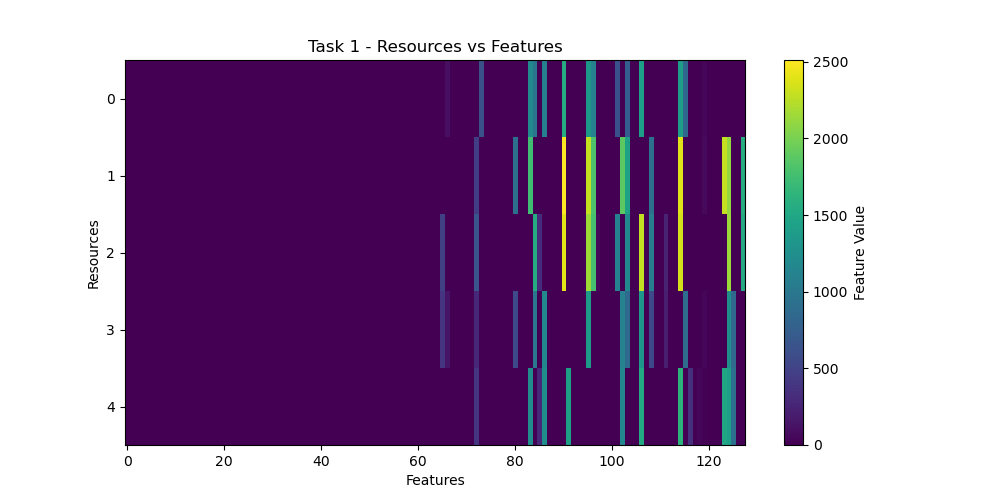 Task 1 - Resources vs Features
Resources
0
1
2
3
4
0 20 40 60 80 100 120
Features
2500
2000
1500
1000
500
0
Feature Value